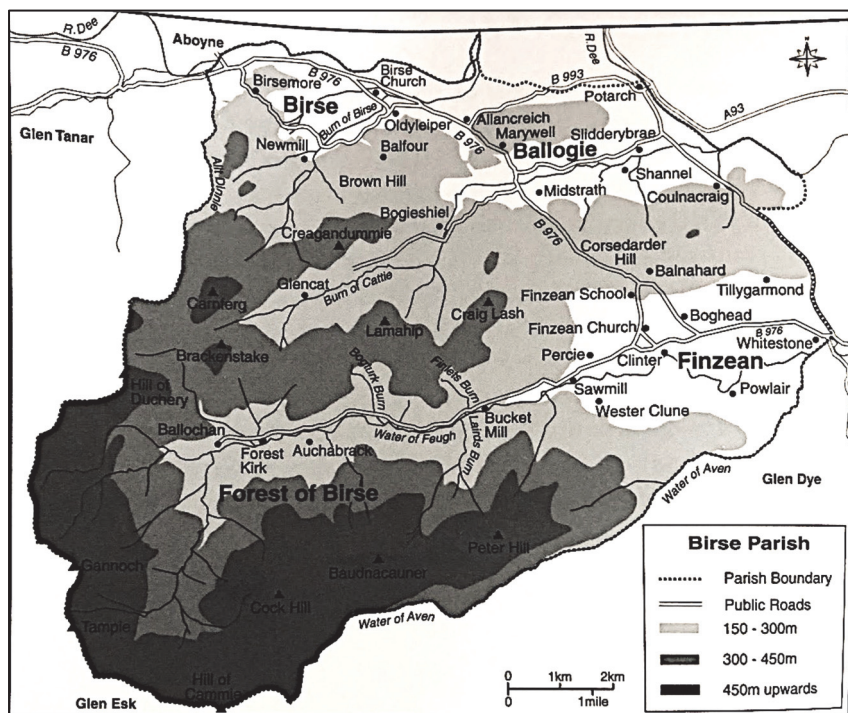 R.Dee
B 976
Aboyne
B 976
Birse
Church
R.Dee
B 993
Potarch
A93
N
Birsemore
Birse
Burn of Birse
Oldyleiper
Allancreich
Marywell
Slidderybrae
Glen Tanar
Newmill
Balfour
B 976
Ballogie
Shannel
Allt Dinnie
Brown Hill
Midstrath
Coulnacraig
Bogieshiel
Creagandummie
B 976
Corsedarder
Hill
Balnahard
Glencat
Burn of Cattie
Tillygarmond
Carnferg
Craig Lash
Finzean School
Lamahip
Boghead
Finzean Church
B 976
Brackenstake
Whitestone
Percie
Clinter
Finzean
Hill of
Duchery
Bogturk Burn
Finlets Burn
Sawmill
Powlair
Ballochan
Bucket
Mill
Wester Clune
Forest
Kirk
Auchabrack
Water of Feugh
Lairds Burn
Forest of Birse
Water of Aven
Glen Dye
Peter Hill
Gannoch
Baudnacauner
Cock Hill
Tample
Water of Aven
Hill of
Cammie
Glen Esk
0 1km 2km
0 1mile
Birse Parish
Parish Boundary
Public Roads
150 - 300m
300 - 450m
450m upwards